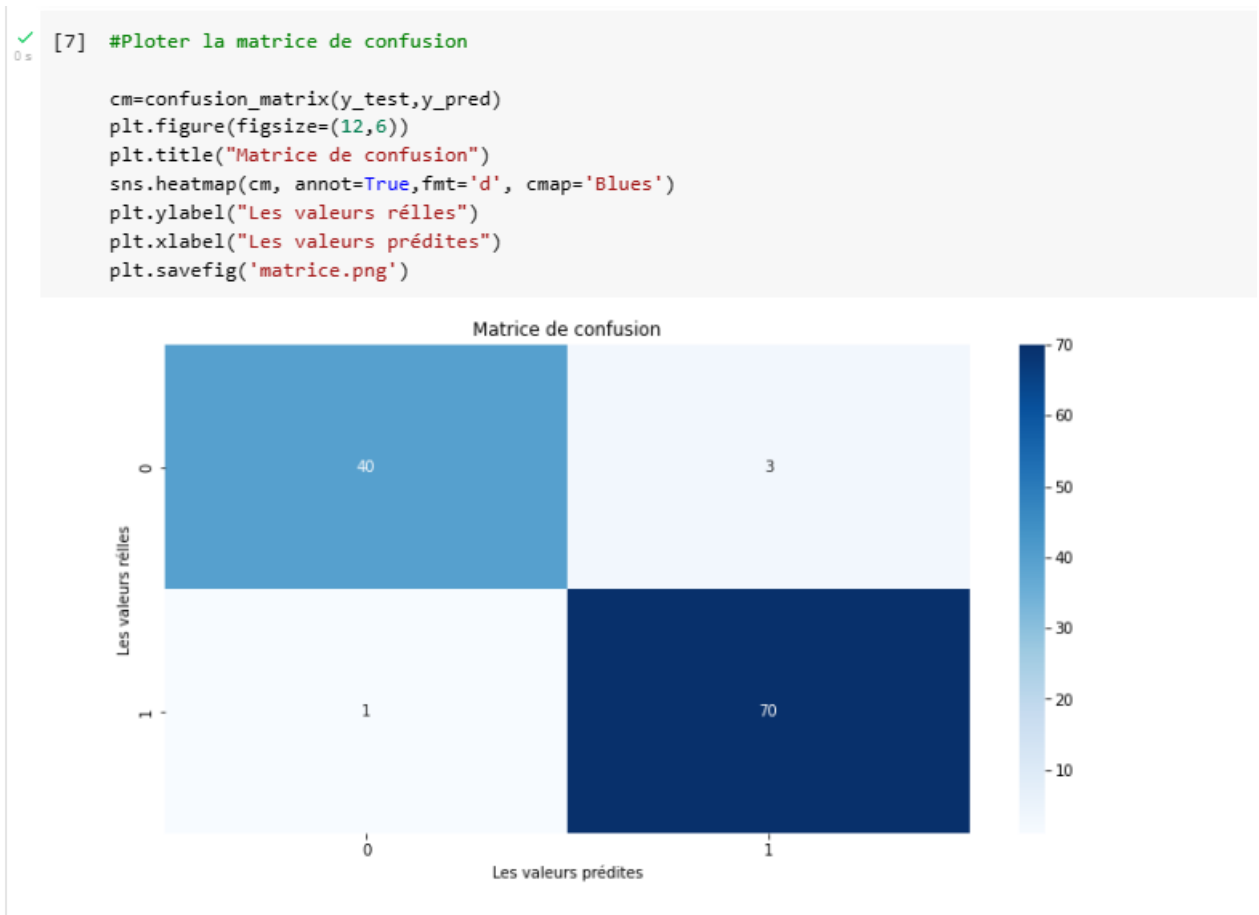 [7] #Ploter la matrice de confusion
0 s
cm=confusion_matrix(y_test,y_pred)
plt.figure(figsize=(12,6))
plt.title("Matrice de confusion")
sns.heatmap(cm, annot=True,fmt='d', cmap='Blues')
plt.ylabel("Les valeurs rélles")
plt.xlabel("Les valeurs prédites")
plt.savefig('matrice.png')
Matrice de confusion
70
60
50
40
30
20
10
0
40
3
Les valeurs rélles
1
1
70
0
1
Les valeurs prédites